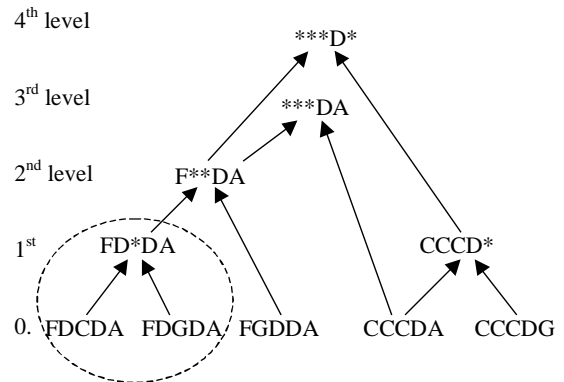 4th level
***D*
3rd level
***DA
2nd level
F**DA
1st
FD*DA
CCCD*
0.
FDCDA
FDGDA
FGDDA
CCCDA
CCCDG